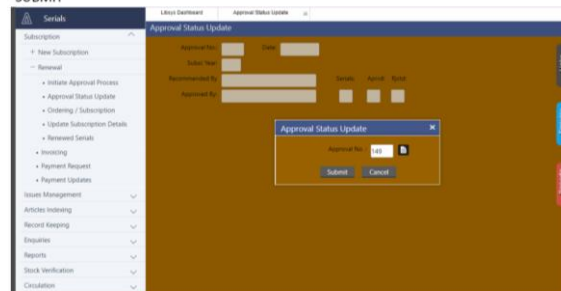 SUBMIT
Serials
Libsys Dashboard
Approval Status Update
Approval Status Update
Subscription
+ New Subscription
− Renewal
• Initiate Approval Process
• Approval Status Update
• Ordering / Subscription
• Update Subscription Details
• Renewed Serials
• Invoicing
• Payment Request
• Payment Updates
Issues Management
Articles Indexing
Record Keeping
Enquiries
Reports
Stock Verification
Circulation
Approval No.:
Date:
Subsc Year:
Recommended By
Serials
Approved By:
Approval Status Update ×
Approval No. 149
Submit Cancel